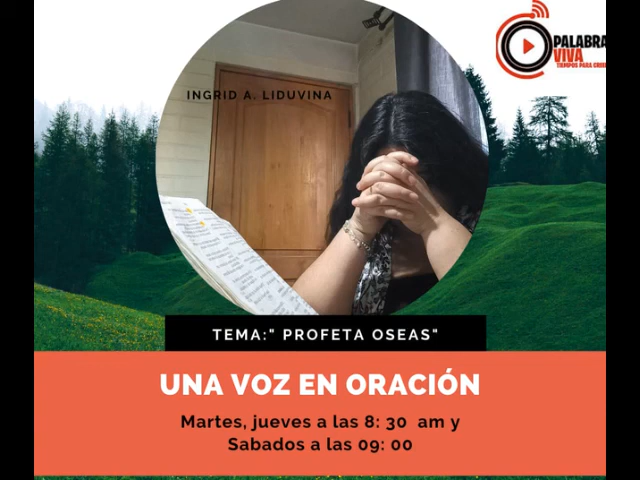 PALABRA
VIVA
INGRID A. LIDUVINA
TEMA:" PROFETA OSEAS"
UNA VOZ EN ORACIÓN
Martes, jueves a las 8: 30 am y
Sabados a las 09: 00